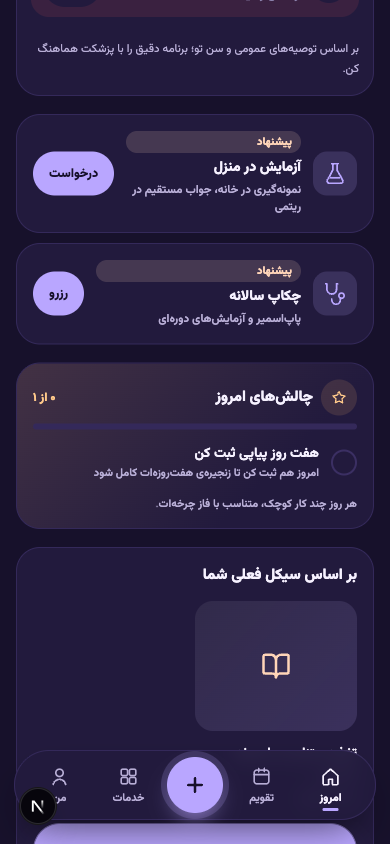 بر اساس توصیه‌های عمومی و سن تو؛ برنامه دقیق را با پزشکت هماهنگ
کن.
پیشنهاد
آزمایش در منزل
نمونه‌گیری در خانه، جواب مستقیم در
ریتمی
درخواست
پیشنهاد
چکاپ سالانه
پاپ‌اسمیر و آزمایش‌های دوره‌ای
رزرو
چالش‌های امروز
۰ از ۱
هفت روز پیاپی ثبت کن
امروز هم ثبت کن تا زنجیره‌ی هفت‌روزه‌ات کامل شود
هر روز چند کار کوچک، متناسب با فاز چرخه‌ات.
بر اساس سیکل فعلی شما
امروز
تقویم
خدمات
من
N